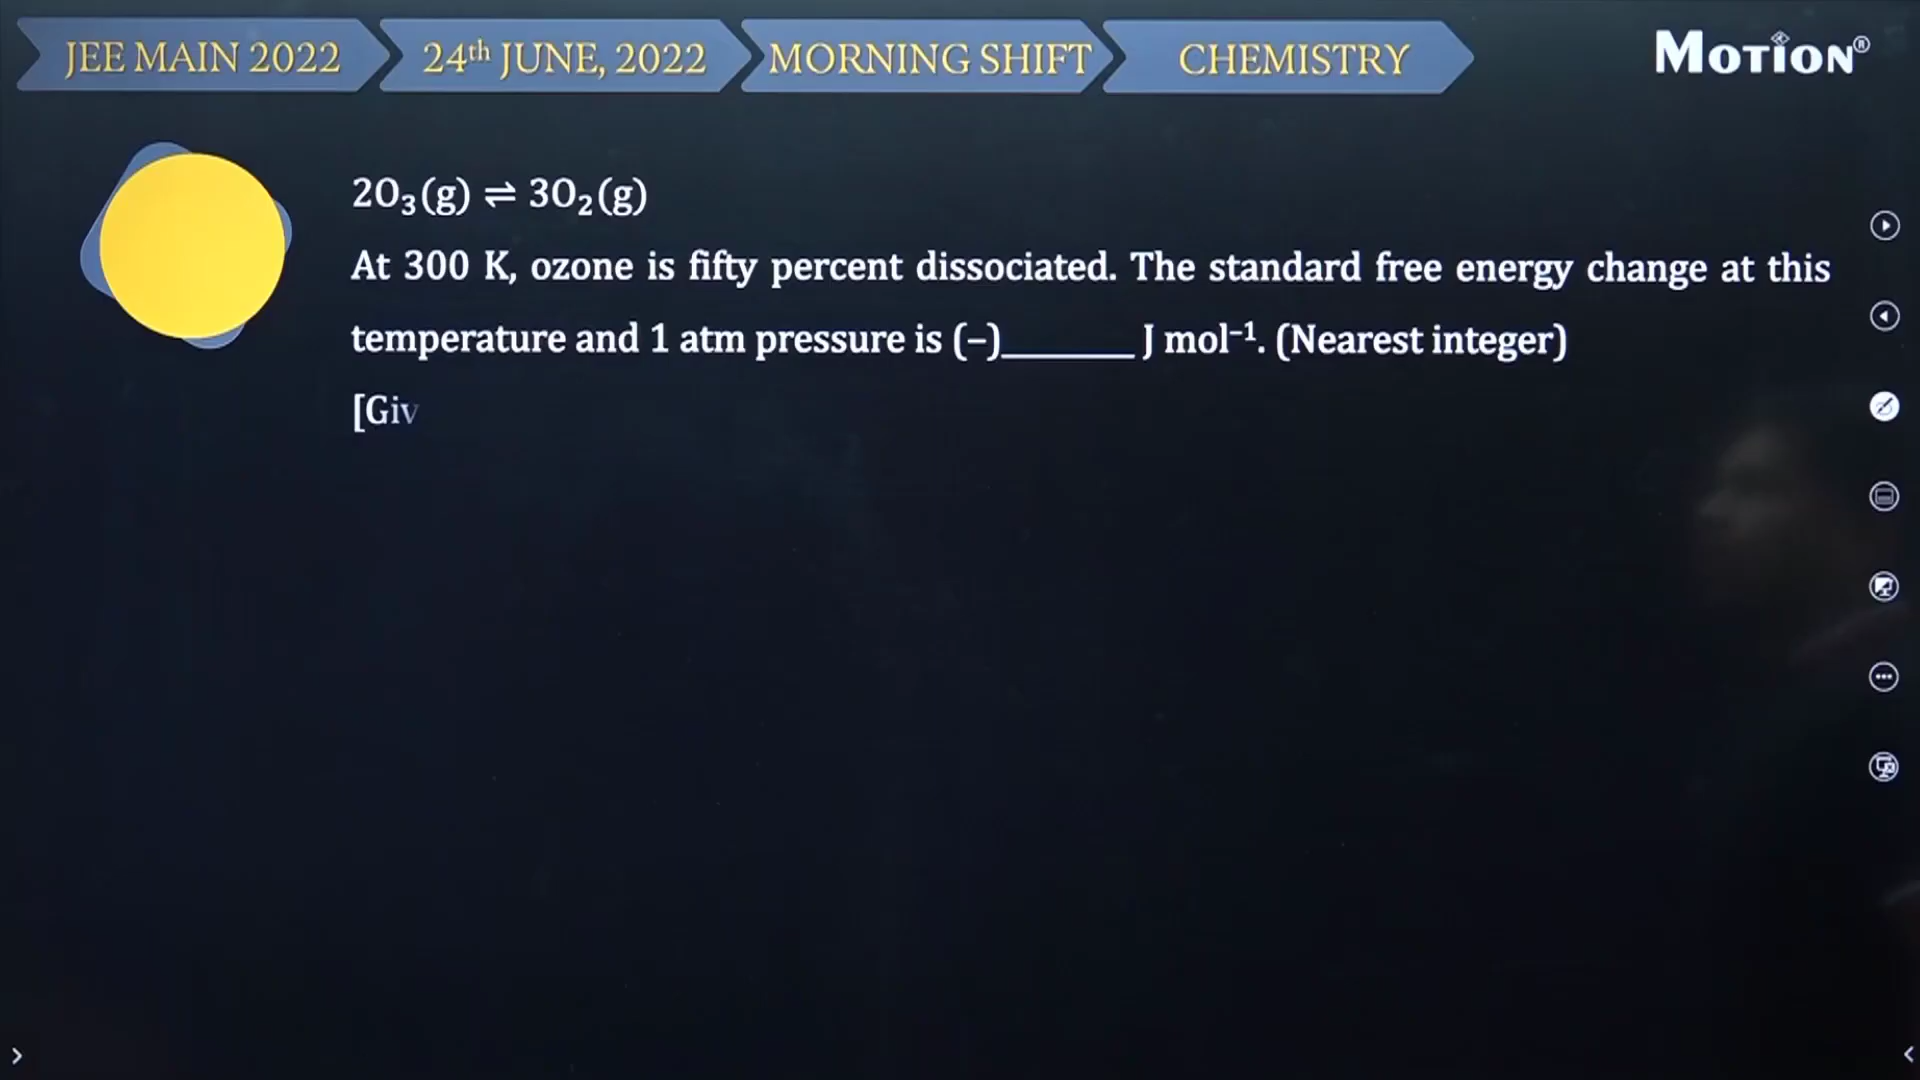 JEE MAIN 2022
24th JUNE, 2022
MORNING SHIFT
CHEMISTRY
MOTION®
2O₃(g) ⇌ 3O₂(g)
At 300 K, ozone is fifty percent dissociated. The standard free energy change at this
temperature and 1 atm pressure is (–)______ J mol⁻¹. (Nearest integer)
[Giv